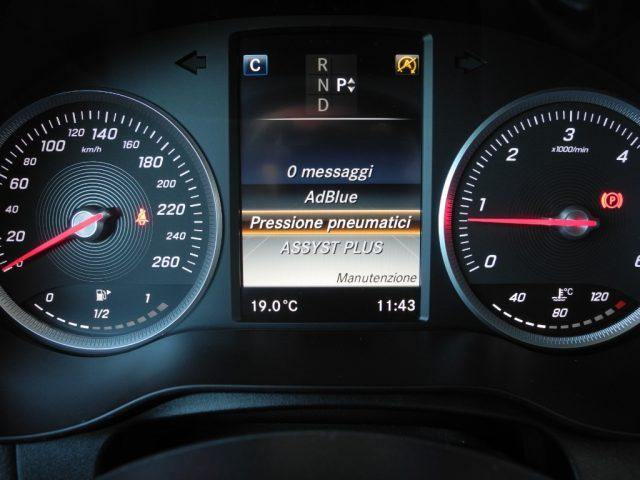 C
R
N P
D
0 messaggi
AdBlue
Pressione pneumatici
ASSYST PLUS
Manutenzione
19.0°C 11:43
60 80 100 120 140 160 180 200 220 240 260
km/h
0 1/2 1
0 1 2 3 4 6
x1000/min
P
40 80 120
°C